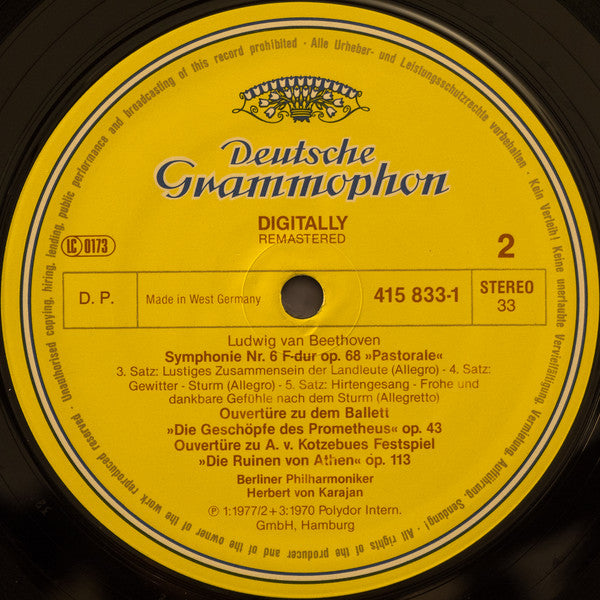 Deutsche
Grammophon
DIGITALLY
REMASTERED
LC 0173
2
D. P.
Made in West Germany
415 833-1
STEREO
33
Ludwig van Beethoven
Symphonie Nr. 6 F-dur op. 68 »Pastorale«
3. Satz: Lustiges Zusammensein der Landleute (Allegro) - 4. Satz:
Gewitter - Sturm (Allegro) - 5. Satz: Hirtengesang - Frohe und
dankbare Gefühle nach dem Sturm (Allegretto)
Ouvertüre zu dem Ballett
»Die Geschöpfe des Prometheus« op. 43
Ouvertüre zu A. v. Kotzebues Festspiel
»Die Ruinen von Athen« op. 113
Berliner Philharmoniker
Herbert von Karajan
℗ 1:1977/2+3:1970 Polydor Intern.
GmbH, Hamburg
Alle Urheber- und Leistungsschutzrechte vorbehalten · Kein Verleih! Keine unerlaubte Vervielfältigung, Vermietung, Aufführung, Sendung! · All rights of the producer and of the owner of the work reproduced reserved · Unauthorised copying, hiring, lending, public performance and broadcasting of this record prohibited ·